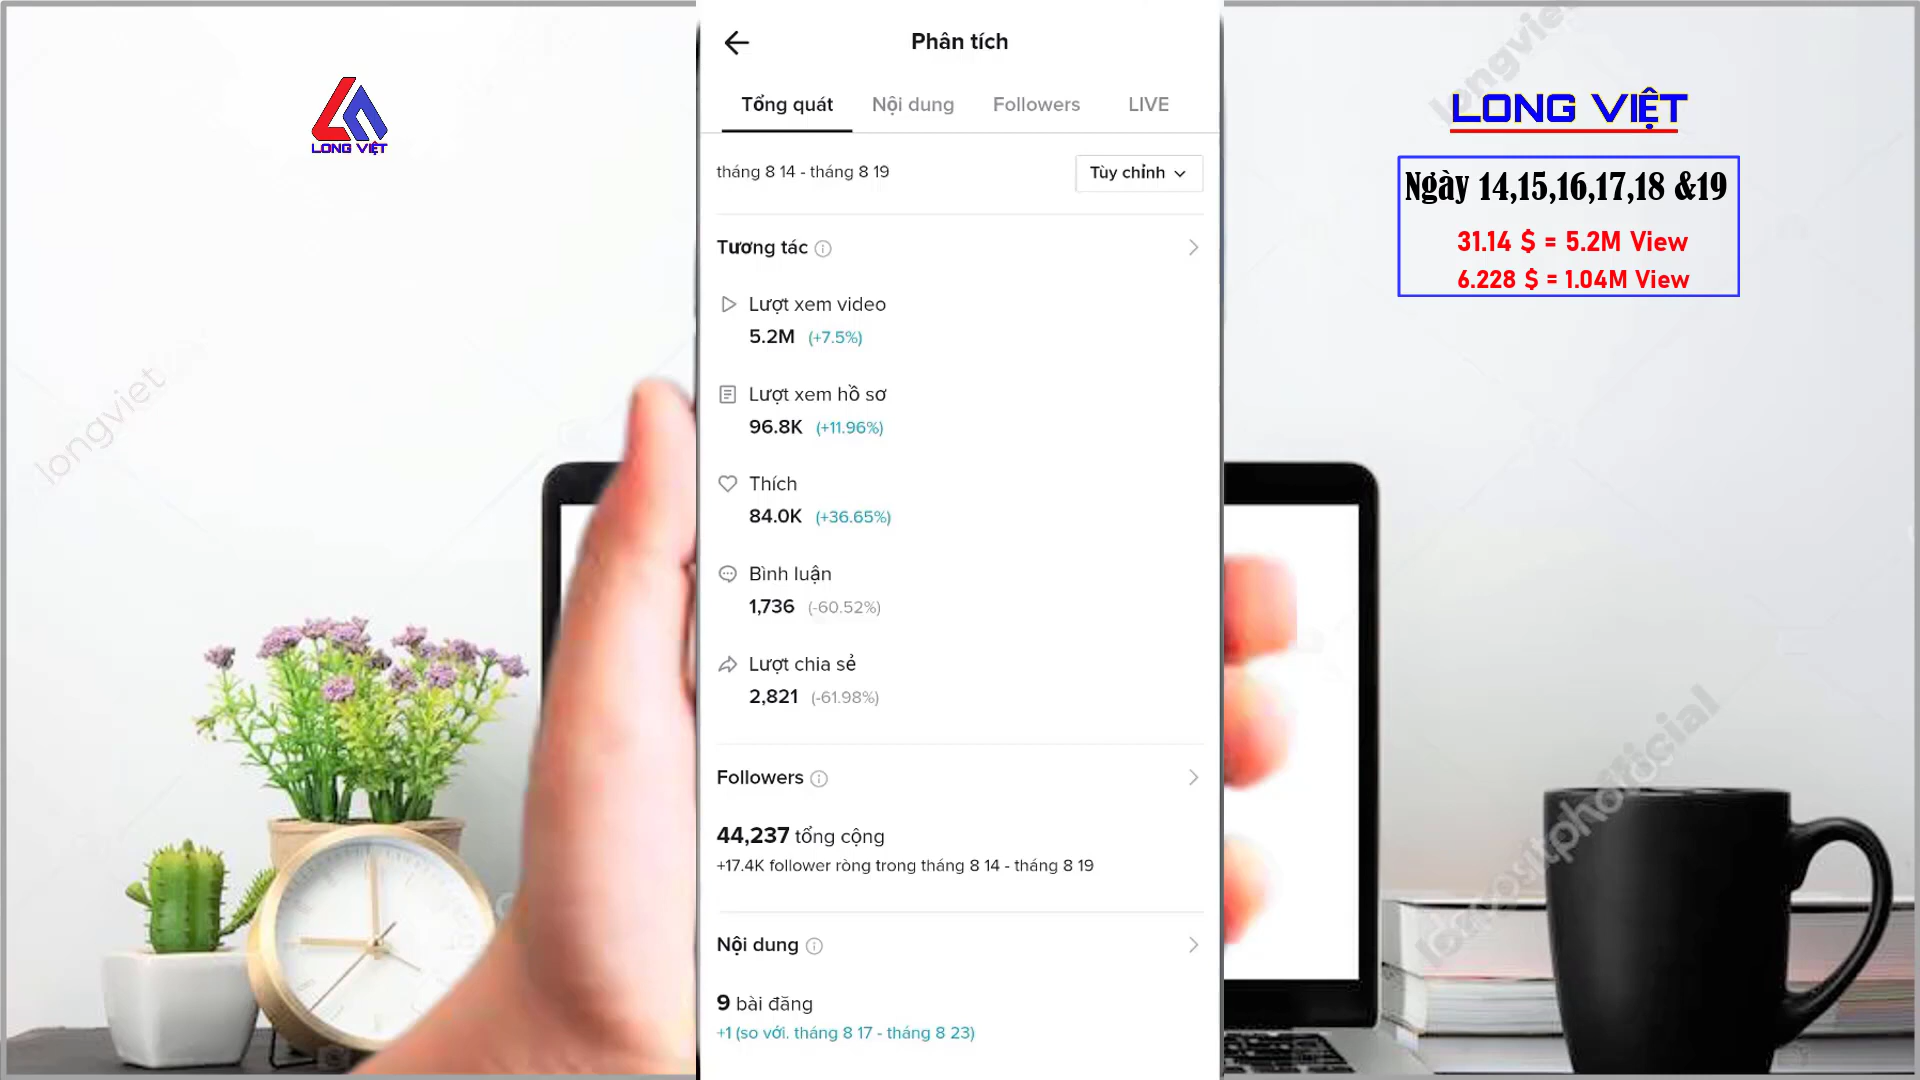 LONG VIỆT
longviet
Phân tích
Tổng quát Nội dung Followers LIVE
tháng 8 14 - tháng 8 19
Tùy chỉnh
Tương tác
Lượt xem video
5.2M (+7.5%)
Lượt xem hồ sơ
96.8K (+11.96%)
Thích
84.0K (+36.65%)
Bình luận
1,736 (-60.52%)
Lượt chia sẻ
2,821 (-61.98%)
Followers
44,237 tổng cộng
+17.4K follower ròng trong tháng 8 14 - tháng 8 19
Nội dung
9 bài đăng
+1 (so với. tháng 8 17 - tháng 8 23)
longviet
LONG VIỆT
Ngày 14,15,16,17,18 &19
31.14 $ = 5.2M View
6.228 $ = 1.04M View